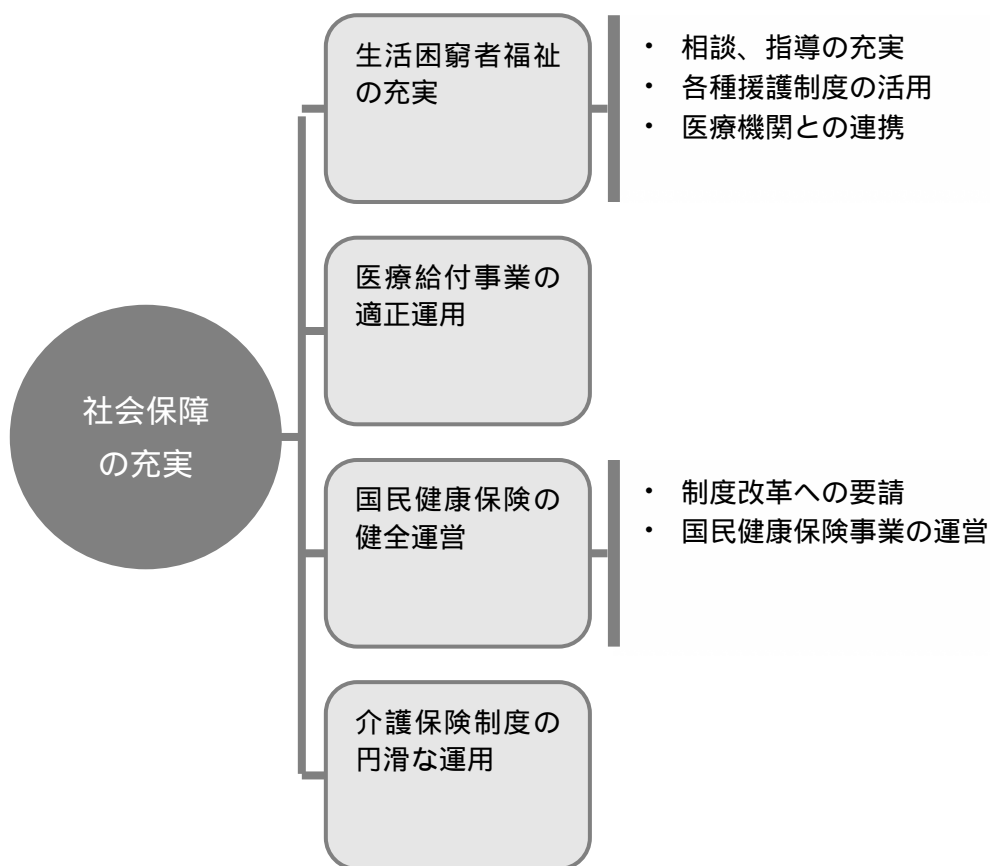 社会保障
の充実
生活困窮者福祉
の充実
・ 相談、指導の充実
・ 各種援護制度の活用
・ 医療機関との連携
医療給付事業の
適正運用
国民健康保険の
健全運営
・ 制度改革への要請
・ 国民健康保険事業の運営
介護保険制度の
円滑な運用